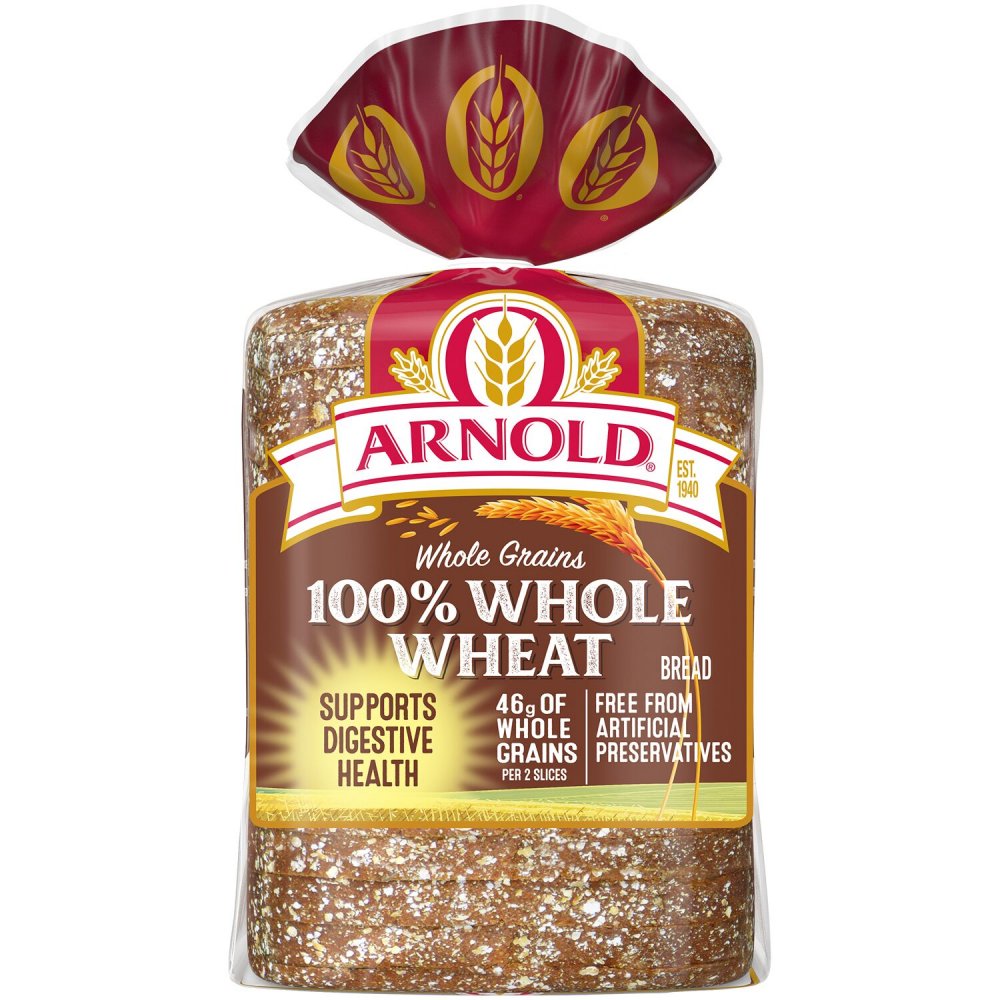 ARNOLD®
EST.
1940
Whole Grains
100% WHOLE
WHEAT
BREAD
SUPPORTS
DIGESTIVE
HEALTH
46g OF
WHOLE
GRAINS
PER 2 SLICES
FREE FROM
ARTIFICIAL
PRESERVATIVES